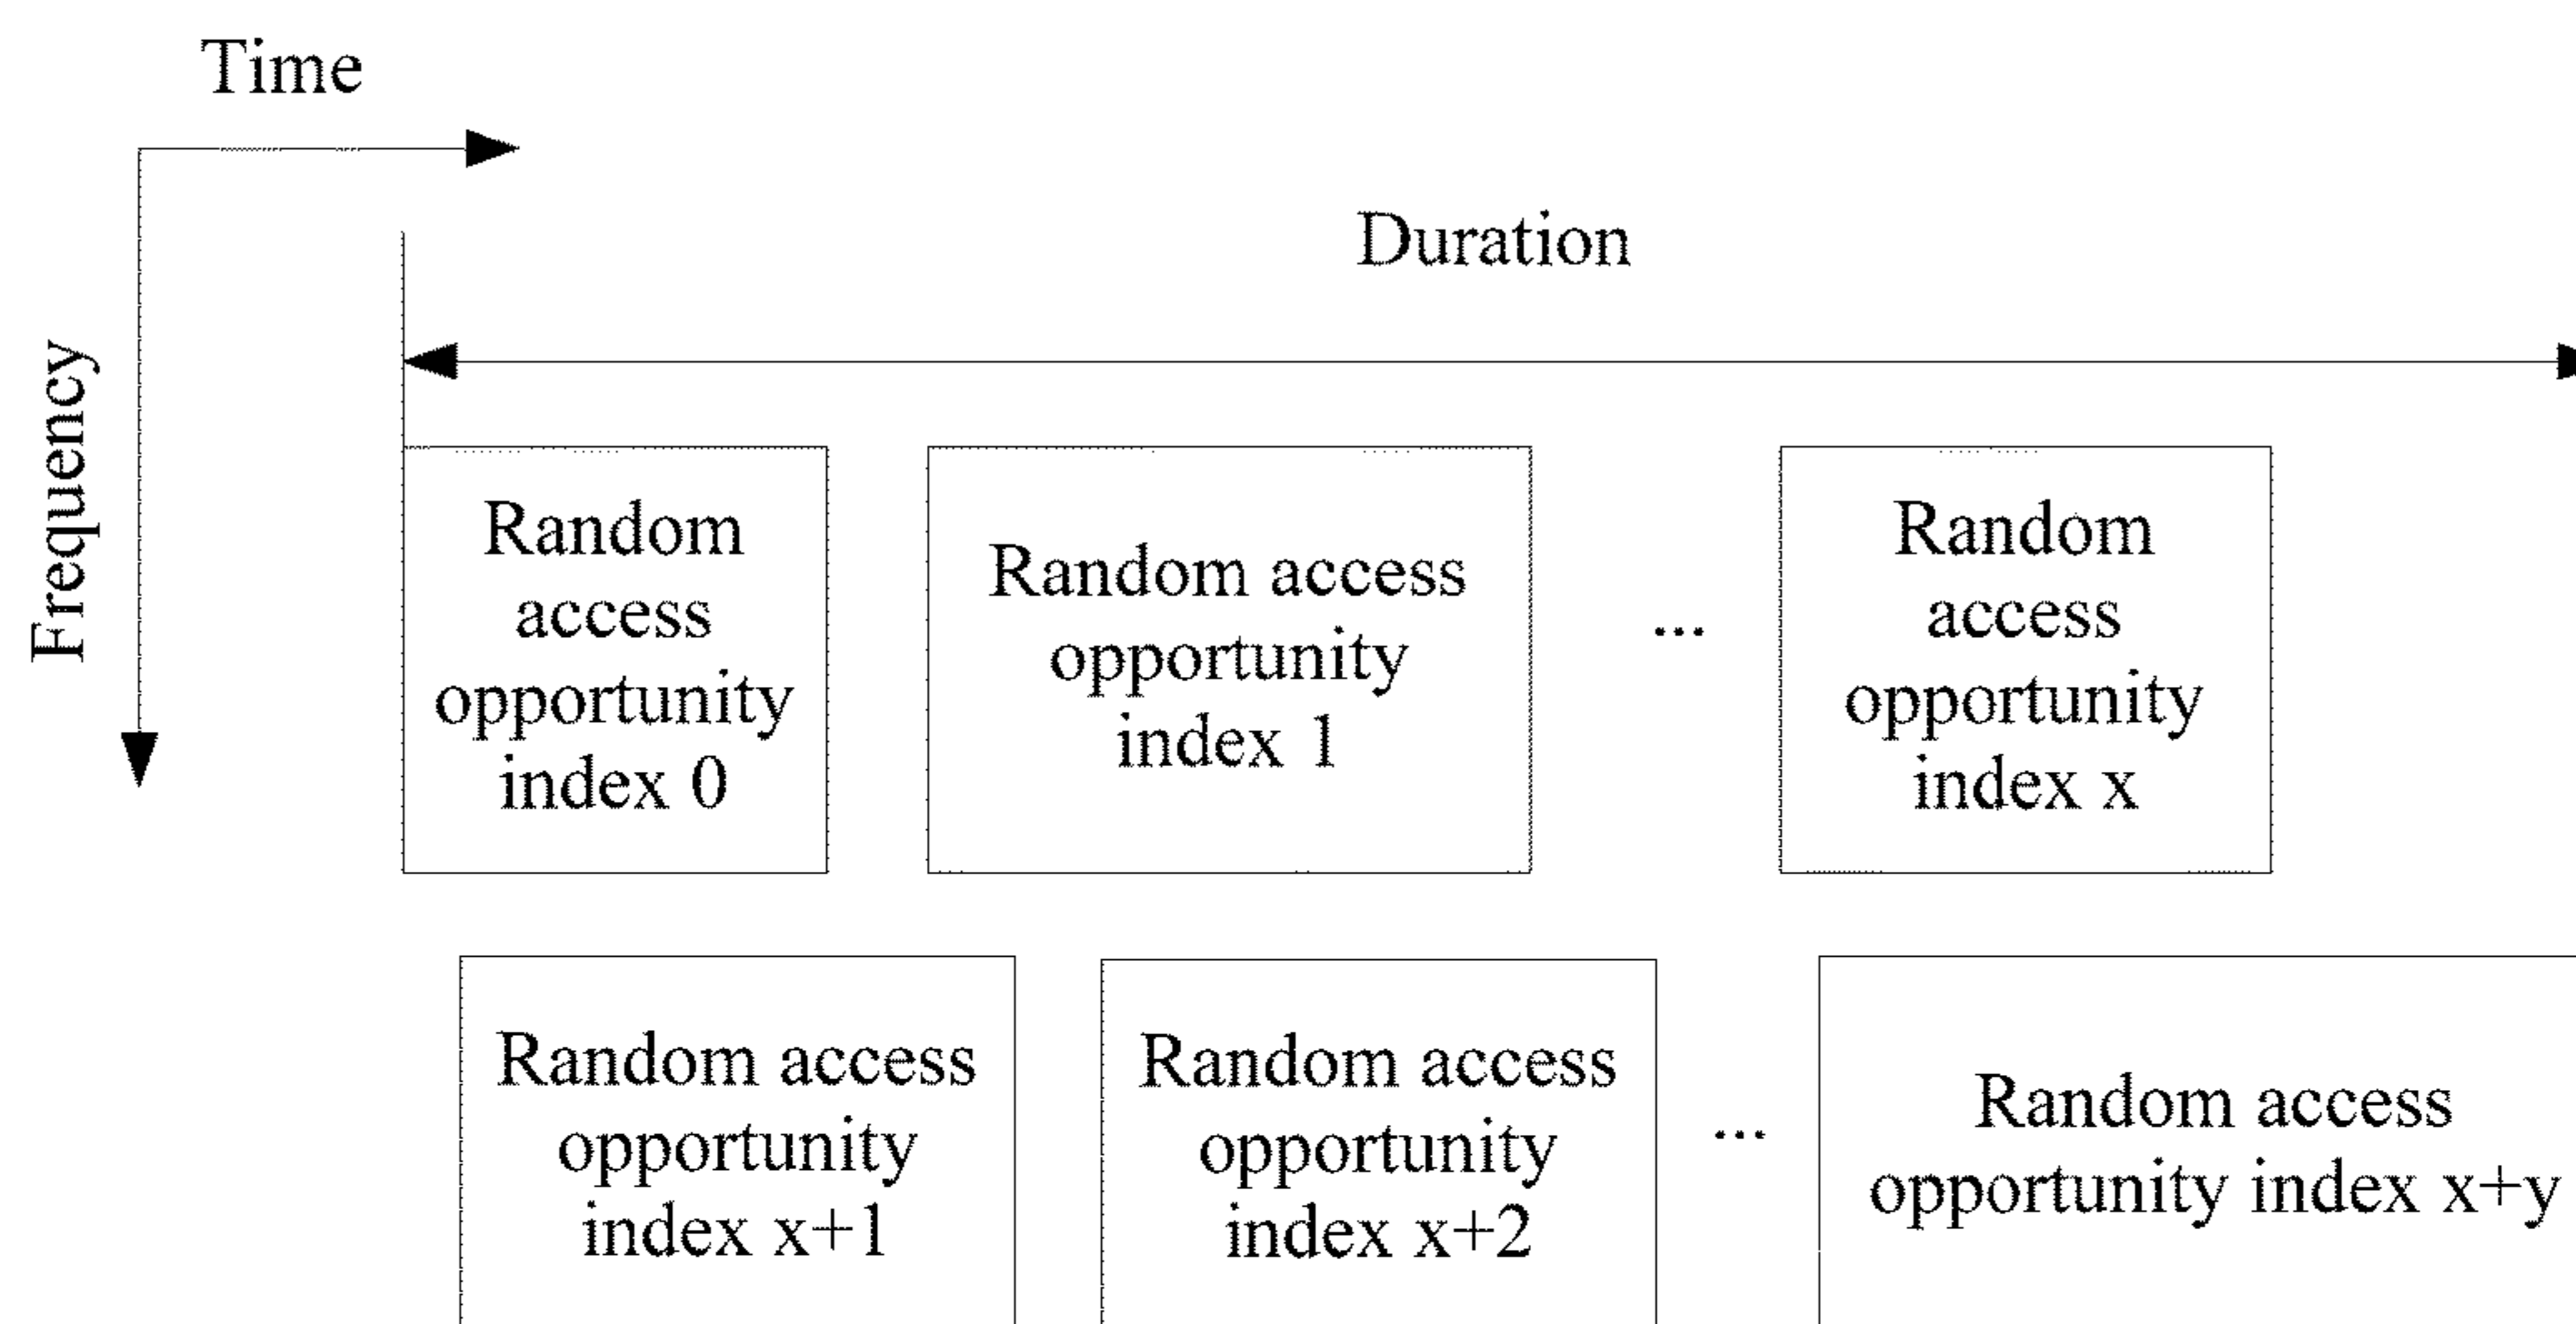 Time
Duration
Frequency
Random
access
opportunity
index 0
Random access
opportunity
index 1
...
Random
access
opportunity
index x
Random access
opportunity
index x+1
Random access
opportunity
index x+2
...
Random access
opportunity index x+y